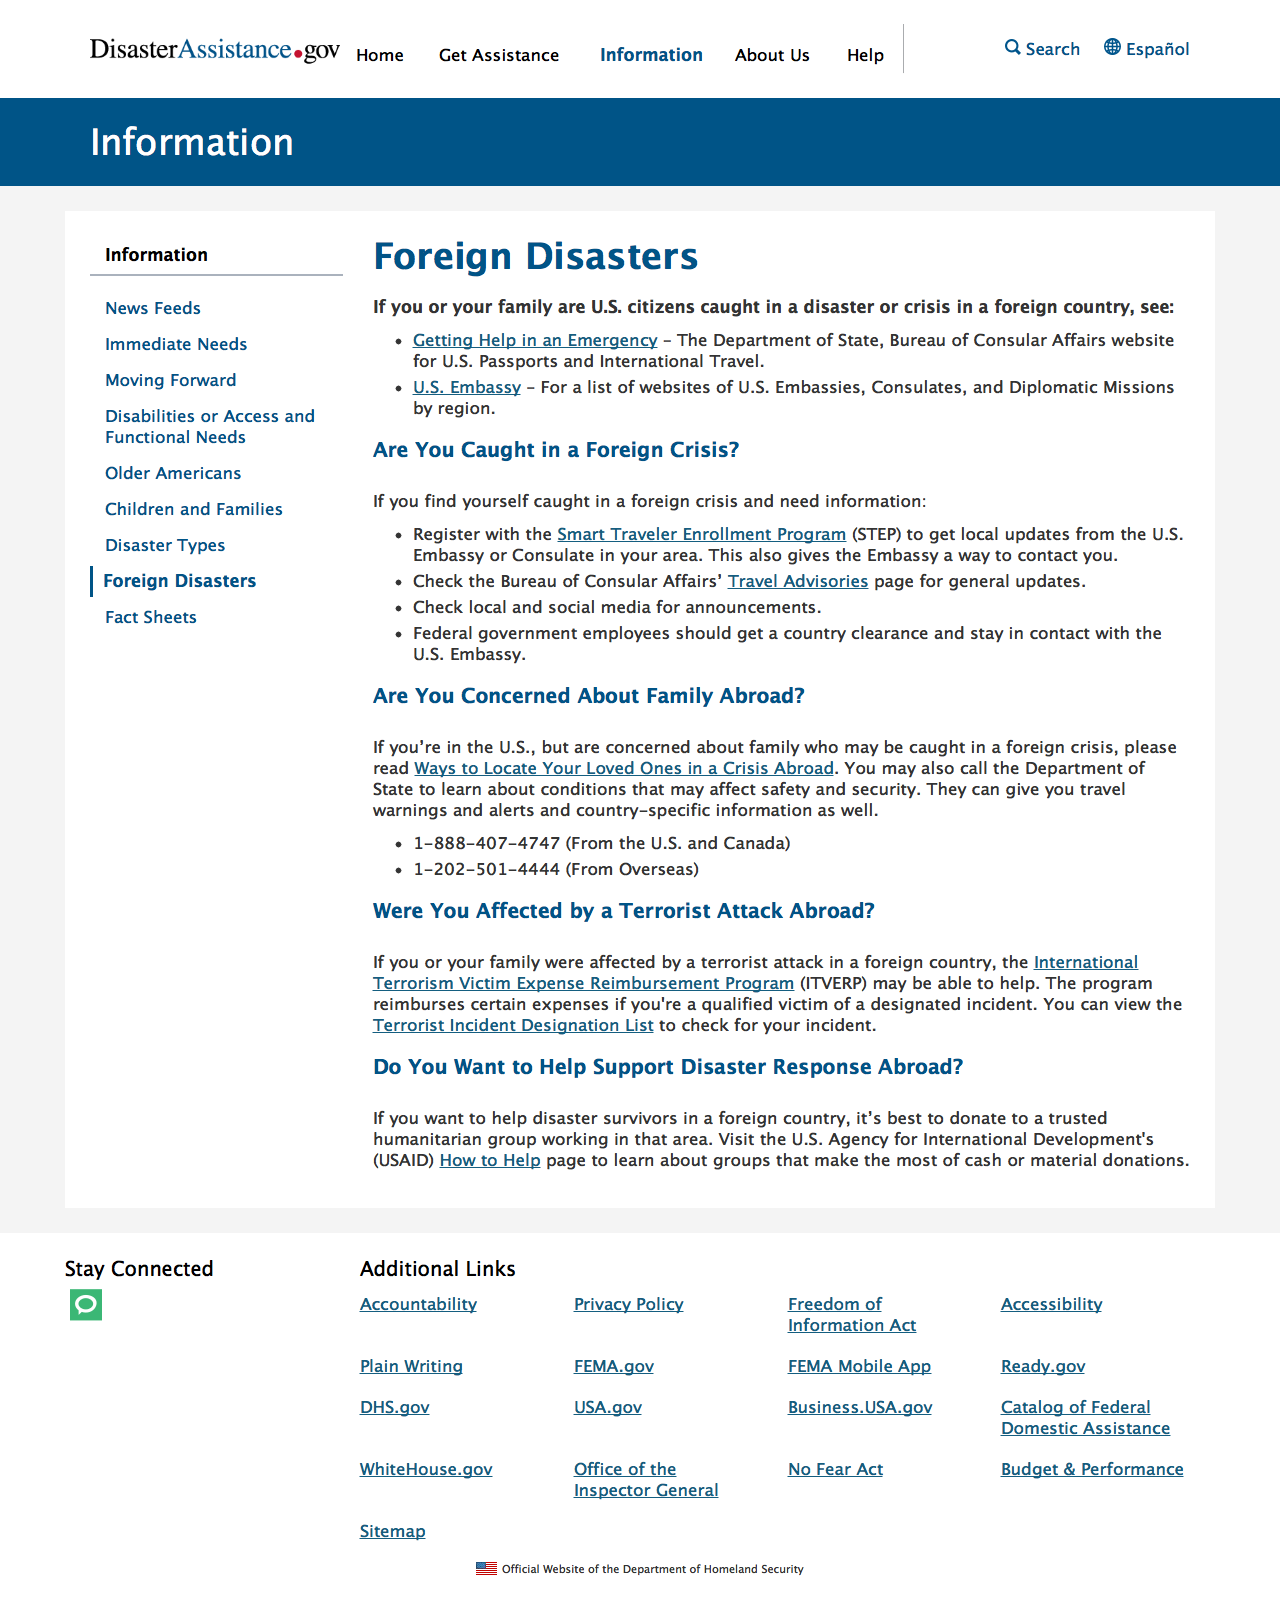 DisasterAssistance.gov
Home Get Assistance Information About Us Help
Search Español
Information
Information
News Feeds
Immediate Needs
Moving Forward
Disabilities or Access and
Functional Needs
Older Americans
Children and Families
Disaster Types
Foreign Disasters
Fact Sheets
Foreign Disasters
If you or your family are U.S. citizens caught in a disaster or crisis in a foreign country, see:
• Getting Help in an Emergency – The Department of State, Bureau of Consular Affairs website
for U.S. Passports and International Travel.
• U.S. Embassy – For a list of websites of U.S. Embassies, Consulates, and Diplomatic Missions
by region.
Are You Caught in a Foreign Crisis?
If you find yourself caught in a foreign crisis and need information:
• Register with the Smart Traveler Enrollment Program (STEP) to get local updates from the U.S.
Embassy or Consulate in your area. This also gives the Embassy a way to contact you.
• Check the Bureau of Consular Affairs’ Travel Advisories page for general updates.
• Check local and social media for announcements.
• Federal government employees should get a country clearance and stay in contact with the
U.S. Embassy.
Are You Concerned About Family Abroad?
If you’re in the U.S., but are concerned about family who may be caught in a foreign crisis, please
read Ways to Locate Your Loved Ones in a Crisis Abroad. You may also call the Department of
State to learn about conditions that may affect safety and security. They can give you travel
warnings and alerts and country-specific information as well.
• 1-888-407-4747 (From the U.S. and Canada)
• 1-202-501-4444 (From Overseas)
Were You Affected by a Terrorist Attack Abroad?
If you or your family were affected by a terrorist attack in a foreign country, the International
Terrorism Victim Expense Reimbursement Program (ITVERP) may be able to help. The program
reimburses certain expenses if you're a qualified victim of a designated incident. You can view the
Terrorist Incident Designation List to check for your incident.
Do You Want to Help Support Disaster Response Abroad?
If you want to help disaster survivors in a foreign country, it’s best to donate to a trusted
humanitarian group working in that area. Visit the U.S. Agency for International Development's
(USAID) How to Help page to learn about groups that make the most of cash or material donations.
Stay Connected
Additional Links
Accountability Privacy Policy Freedom of Accessibility
Information Act
Plain Writing FEMA.gov FEMA Mobile App Ready.gov
DHS.gov USA.gov Business.USA.gov Catalog of Federal
Domestic Assistance
WhiteHouse.gov Office of the No Fear Act Budget & Performance
Inspector General
Sitemap
Official Website of the Department of Homeland Security